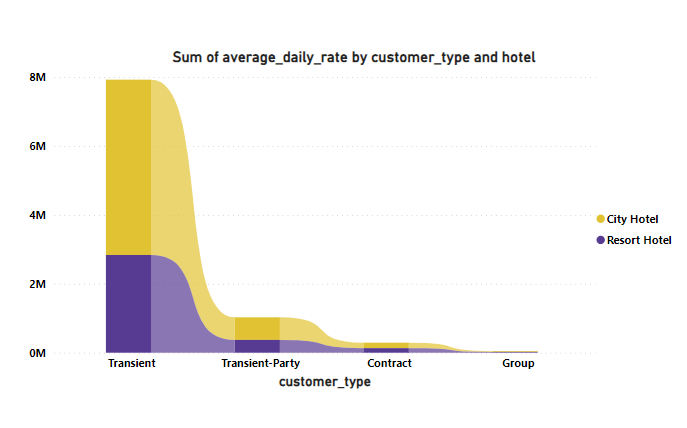 Sum of average_daily_rate by customer_type and hotel
8M
6M
4M
2M
0M
City Hotel
Resort Hotel
Transient Transient-Party Contract Group
customer_type